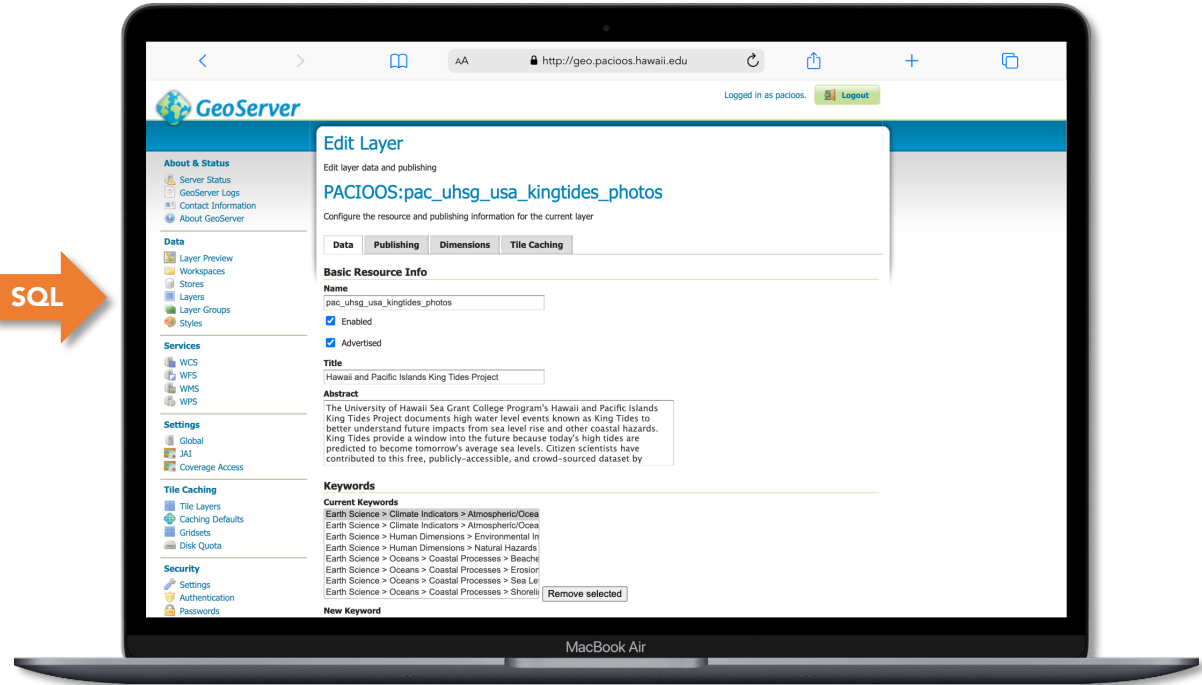 AA
http://geo.pacioos.hawaii.edu
Logged in as pacioos.
Logout
GeoServer
About & Status
Server Status
GeoServer Logs
Contact Information
About GeoServer
Data
Layer Preview
Workspaces
Stores
Layers
Layer Groups
Styles
Services
WCS
WFS
WMS
WPS
Settings
Global
JAI
Coverage Access
Tile Caching
Tile Layers
Caching Defaults
Gridsets
Disk Quota
Security
Settings
Authentication
Passwords
Edit Layer
Edit layer data and publishing
PACIOOS:pac_uhsg_usa_kingtides_photos
Configure the resource and publishing information for the current layer
Data Publishing Dimensions Tile Caching
Basic Resource Info
Name
pac_uhsg_usa_kingtides_photos
Enabled
Advertised
Title
Hawaii and Pacific Islands King Tides Project
Abstract
The University of Hawaii Sea Grant College Program's Hawaii and Pacific Islands
King Tides Project documents high water level events known as King Tides to
better understand future impacts from sea level rise and other coastal hazards.
King Tides provide a window into the future because today's high tides are
predicted to become tomorrow's average sea levels. Citizen scientists have
contributed to this free, publicly-accessible, and crowd-sourced dataset by
Keywords
Current Keywords
Earth Science > Climate Indicators > Atmospheric/Ocea
Earth Science > Climate Indicators > Atmospheric/Ocea
Earth Science > Human Dimensions > Environmental In
Earth Science > Human Dimensions > Natural Hazards
Earth Science > Oceans > Coastal Processes > Beache
Earth Science > Oceans > Coastal Processes > Erosion
Earth Science > Oceans > Coastal Processes > Sea Le
Earth Science > Oceans > Coastal Processes > Shoreli
Remove selected
New Keyword
SQL
MacBook Air